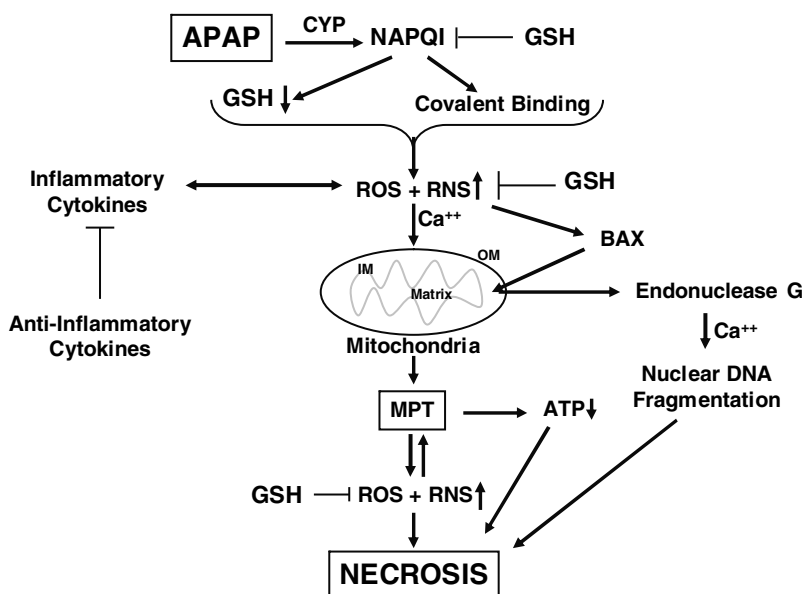 CYP
APAP NAPQI GSH
GSH Covalent Binding
Inflammatory
Cytokines
ROS + RNS GSH
Ca++
BAX
OM
IM
Matrix
Endonuclease G
Anti-Inflammatory
Cytokines
Mitochondria
Ca++
Nuclear DNA
Fragmentation
MPT ATP
GSH ROS + RNS
NECROSIS